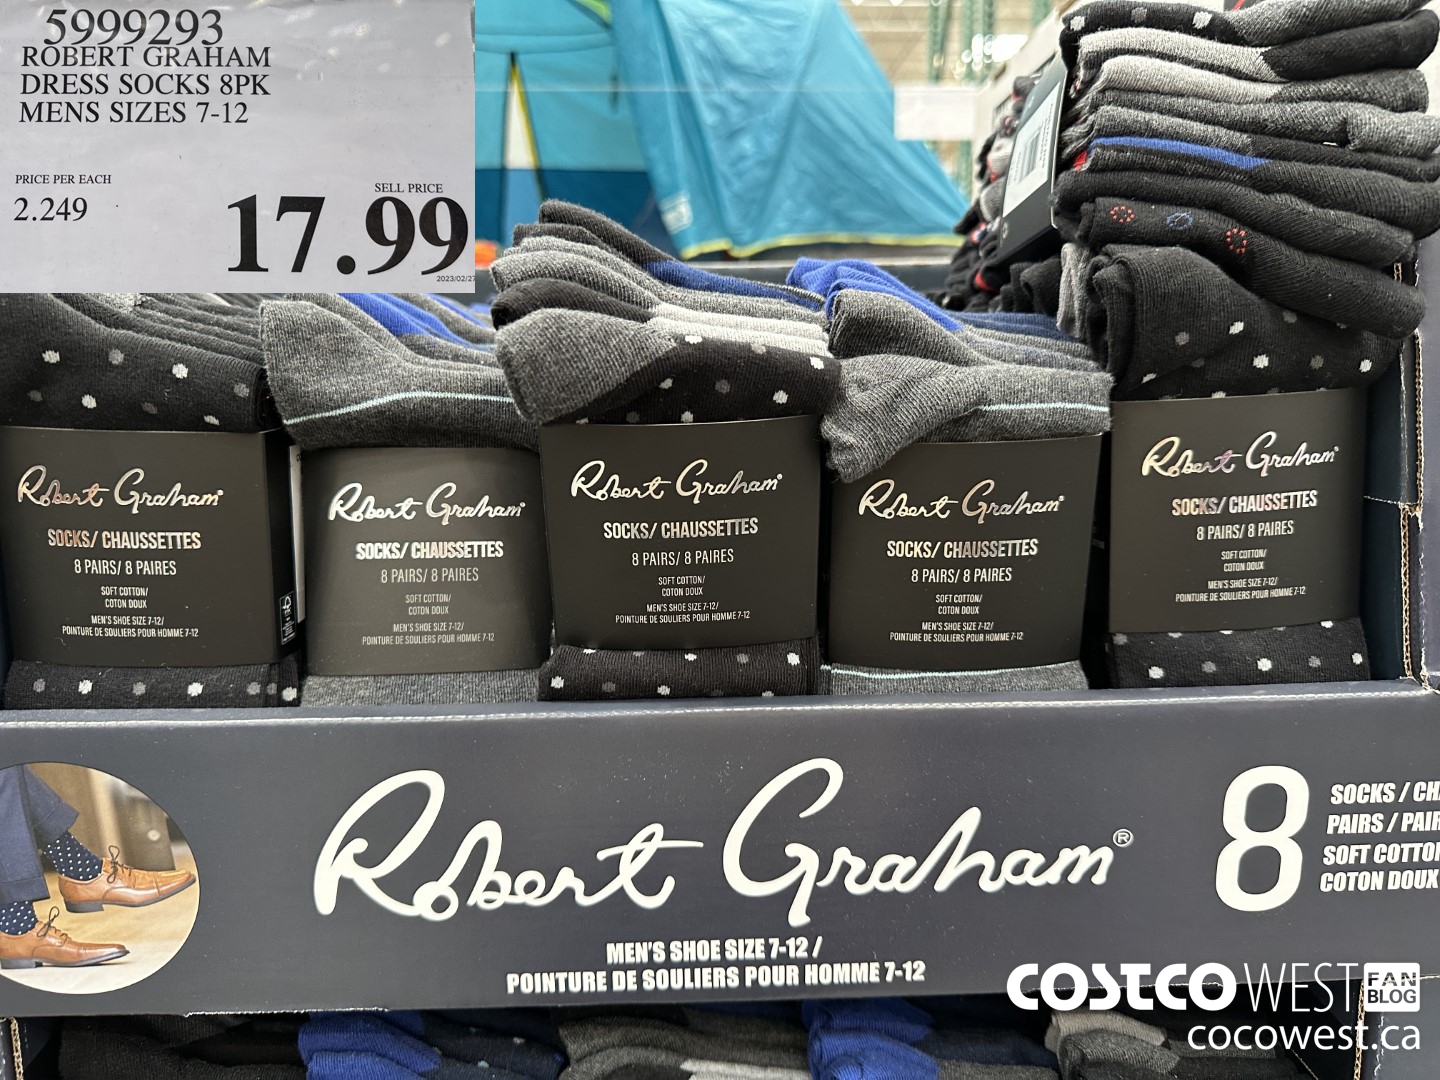 5999293
ROBERT GRAHAM
DRESS SOCKS 8PK
MENS SIZES 7-12
PRICE PER EACH
2.249
SELL PRICE
17.99
2023/02/27
Robert Graham
SOCKS/ CHAUSSETTES
8 PAIRS/ 8 PAIRES
SOFT COTTON/
COTON DOUX
MEN'S SHOE SIZE 7-12/
POINTURE DE SOULIERS POUR HOMME 7-12
Robert Graham
SOCKS/ CHAUSSETTES
8 PAIRS/ 8 PAIRES
SOFT COTTON/
COTON DOUX
MEN'S SHOE SIZE 7-12/
POINTURE DE SOULIERS POUR HOMME 7-12
Robert Graham
SOCKS/ CHAUSSETTES
8 PAIRS/ 8 PAIRES
SOFT COTTON/
COTON DOUX
MEN'S SHOE SIZE 7-12/
POINTURE DE SOULIERS POUR HOMME 7-12
Robert Graham
SOCKS/ CHAUSSETTES
8 PAIRS/ 8 PAIRES
SOFT COTTON/
COTON DOUX
MEN'S SHOE SIZE 7-12/
POINTURE DE SOULIERS POUR HOMME 7-12
Robert Graham
SOCKS/ CHAUSSETTES
8 PAIRS/ 8 PAIRES
SOFT COTTON/
COTON DOUX
MEN'S SHOE SIZE 7-12/
POINTURE DE SOULIERS POUR HOMME 7-12
Robert Graham®
MEN'S SHOE SIZE 7-12 /
POINTURE DE SOULIERS POUR HOMME 7-12
8
SOCKS / CH
PAIRS / PAIR
SOFT COTTO
COTON DOUX
COSTCO WEST FAN BLOG
cocowest.ca